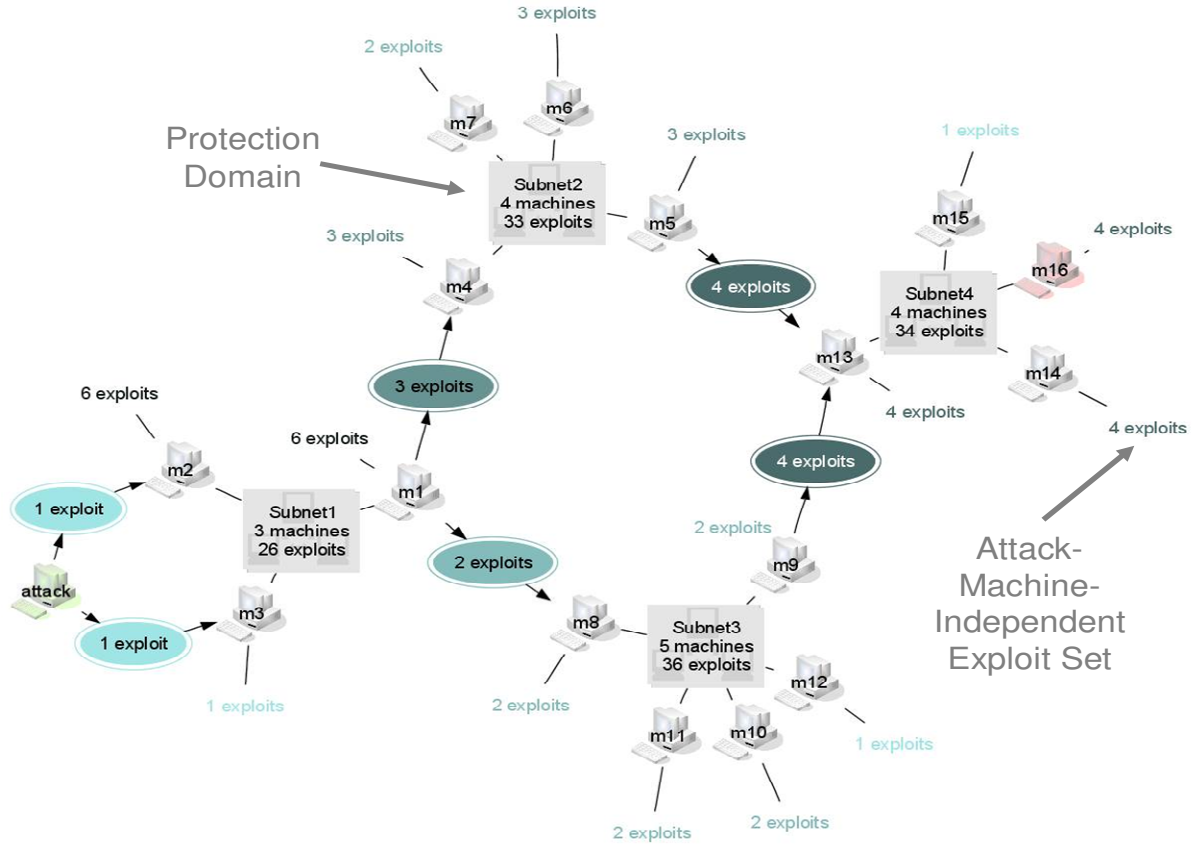 3 exploits
2 exploits
m6
m7
Protection
Domain
1 exploits
3 exploits
Subnet2
4 machines
33 exploits
m5
m15
4 exploits
3 exploits
m16
m4
4 exploits
Subnet4
4 machines
34 exploits
m13
m14
3 exploits
6 exploits
4 exploits
4 exploits
6 exploits
m2
m1
4 exploits
1 exploit
Subnet1
3 machines
26 exploits
2 exploits
2 exploits
m9
attack
m3
m8
Subnet3
5 machines
36 exploits
1 exploit
m12
Attack-
Machine-
Independent
Exploit Set
1 exploits
2 exploits
m11
m10
1 exploits
2 exploits
2 exploits